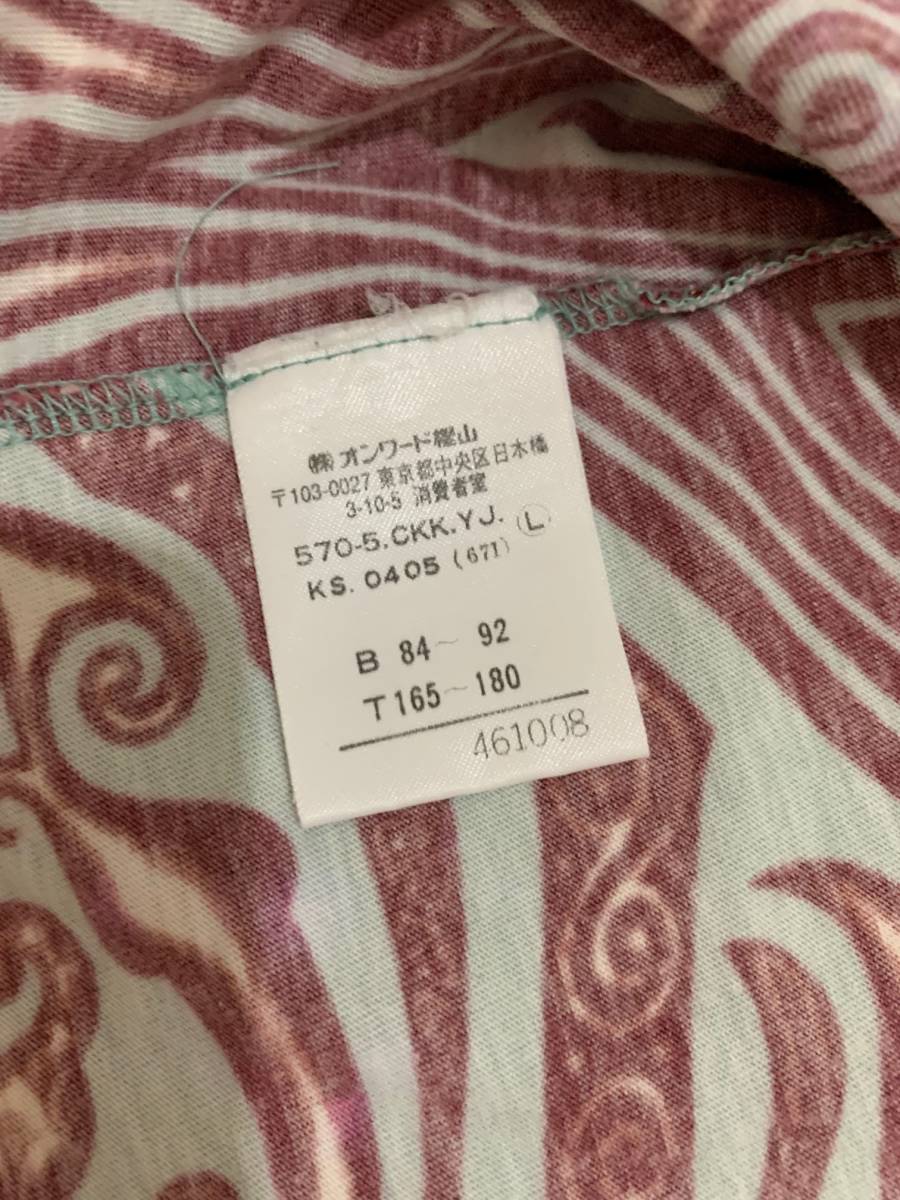 ㈱オンワード樫山
〒103-0027 東京都中央区日本橋
3-10-5 消費者室
570-5.CKK.YJ. Ⓛ
KS. 0405 (671)
B 84~ 92
T 165~180
461008